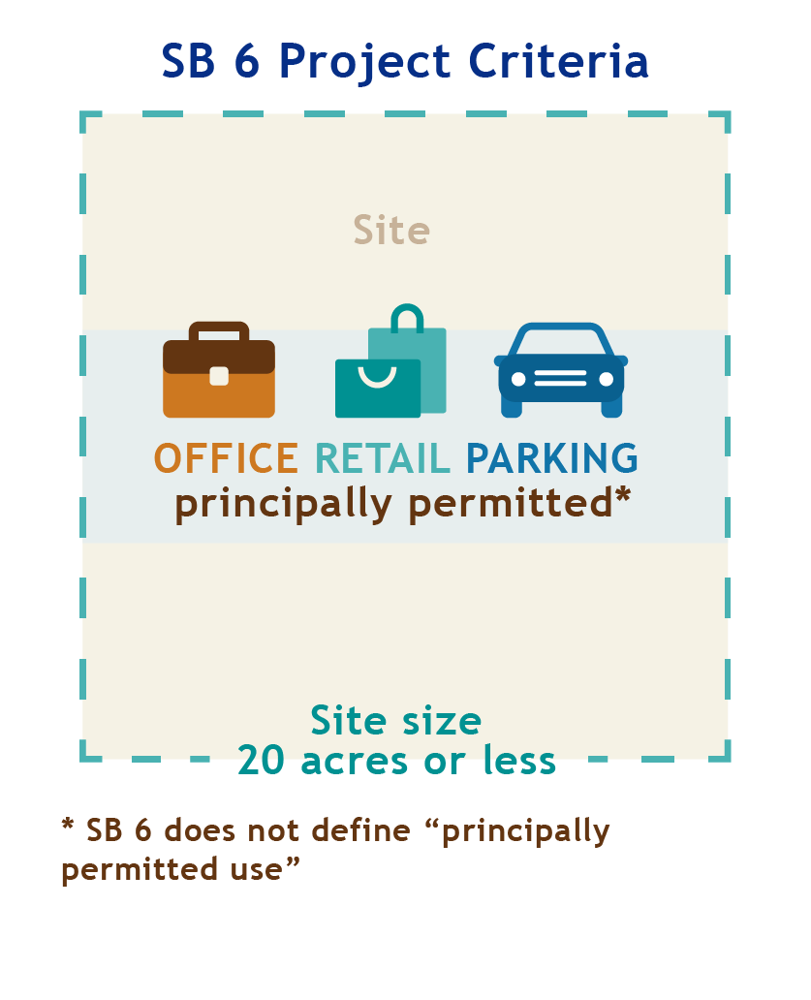 SB 6 Project Criteria
Site
OFFICE RETAIL PARKING
principally permitted*
Site size
20 acres or less
* SB 6 does not define “principally
permitted use”